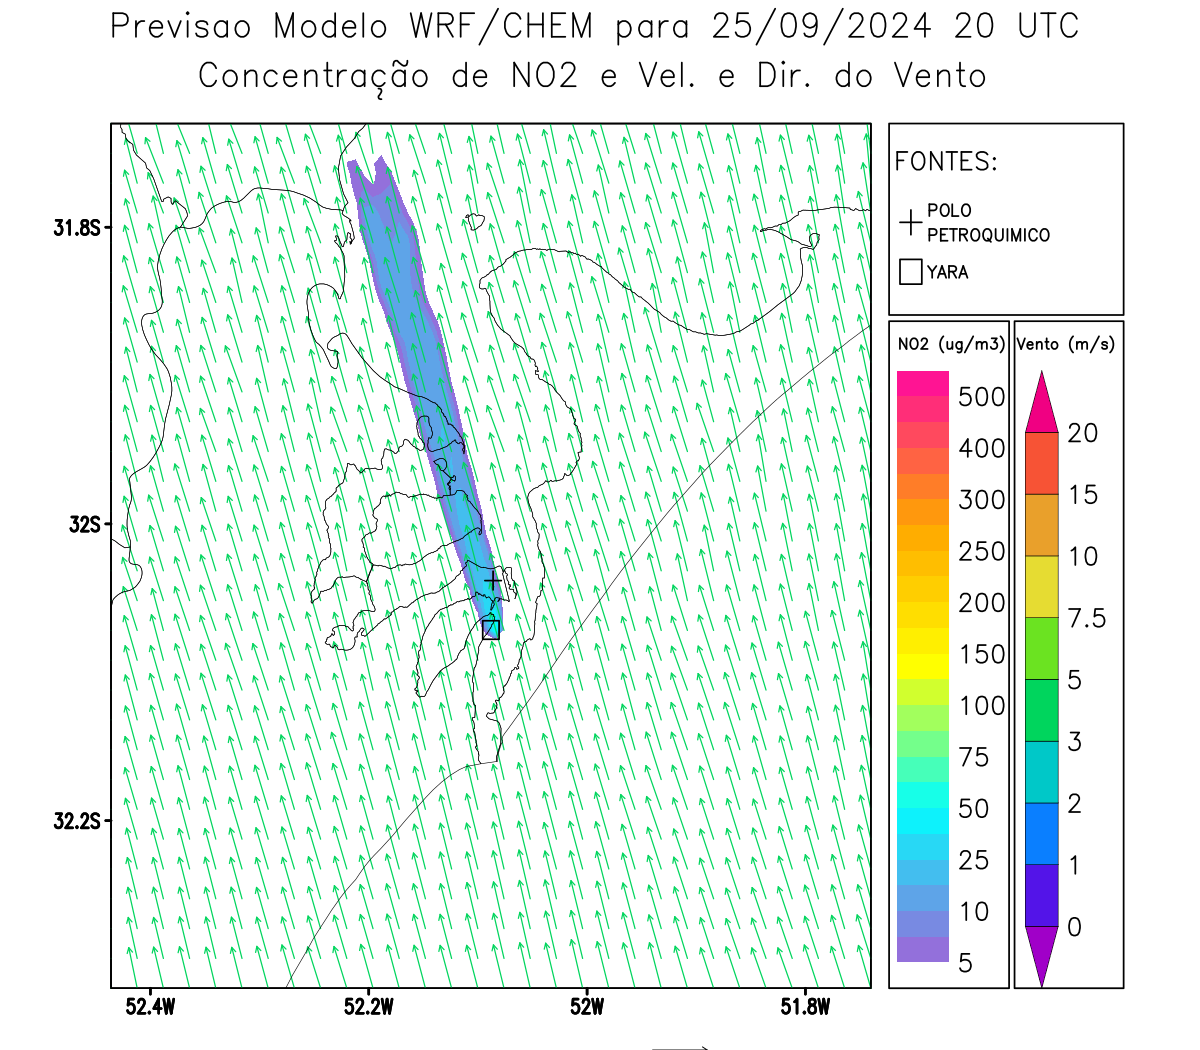 Previsao Modelo WRF/CHEM para 25/09/2024 20 UTC
Concentração de NO2 e Vel. e Dir. do Vento
FONTES:
POLO
PETROQUIMICO
YARA
NO2 (ug/m3)
500
400
300
250
200
150
100
75
50
25
10
5
Vento (m/s)
20
15
10
7.5
5
3
2
1
0
31.8S
32S
32.2S
52.4W
52.2W
52W
51.8W